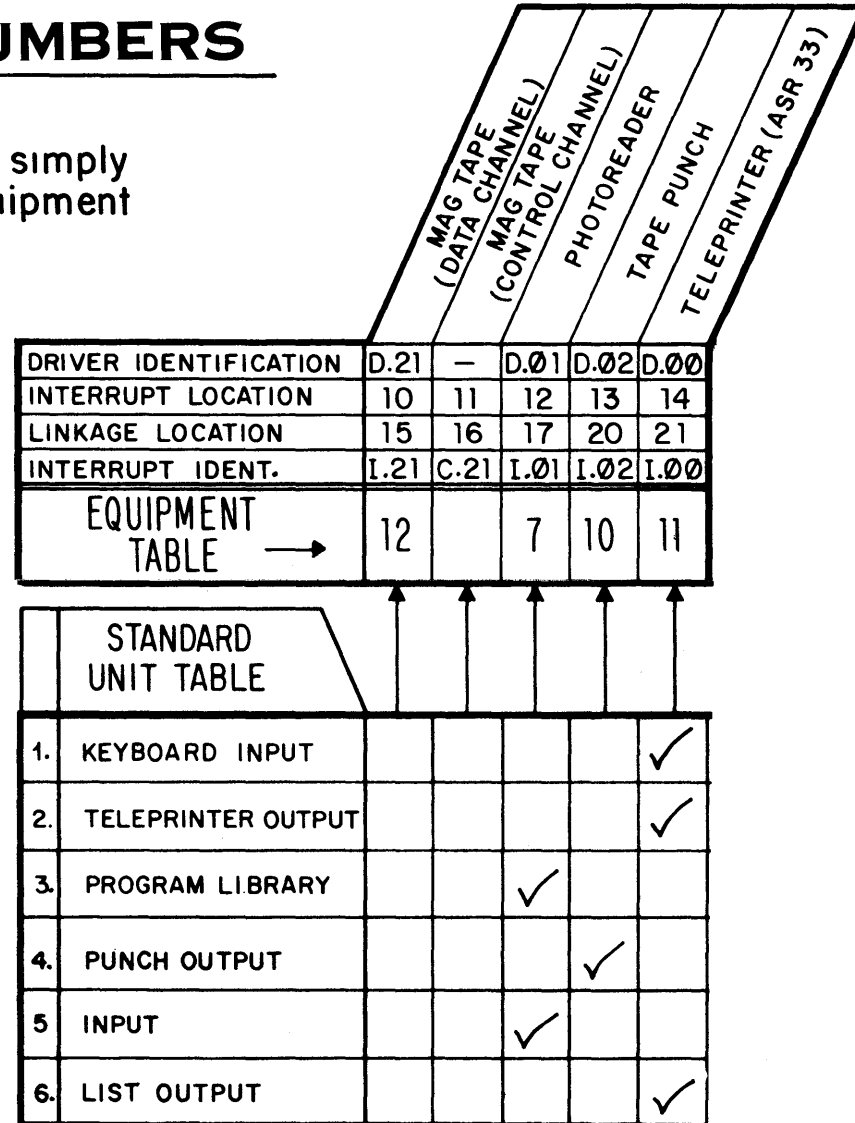 UMBERS
simply
uipment
MAG TAPE
(DATA CHANNEL)
MAG TAPE
(CONTROL CHANNEL)
PHOTOREADER
TAPE PUNCH
TELEPRINTER (ASR 33)
DRIVER IDENTIFICATION D.21 — D.Ø1 D.Ø2 D.ØØ
INTERRUPT LOCATION 10 11 12 13 14
LINKAGE LOCATION 15 16 17 20 21
INTERRUPT IDENT. I.21 C.21 I.Ø1 I.Ø2 I.ØØ
EQUIPMENT
TABLE → 12 7 10 11
STANDARD
UNIT TABLE
1. KEYBOARD INPUT ✓
2. TELEPRINTER OUTPUT ✓
3. PROGRAM LIBRARY ✓
4. PUNCH OUTPUT ✓
5 INPUT ✓
6. LIST OUTPUT ✓